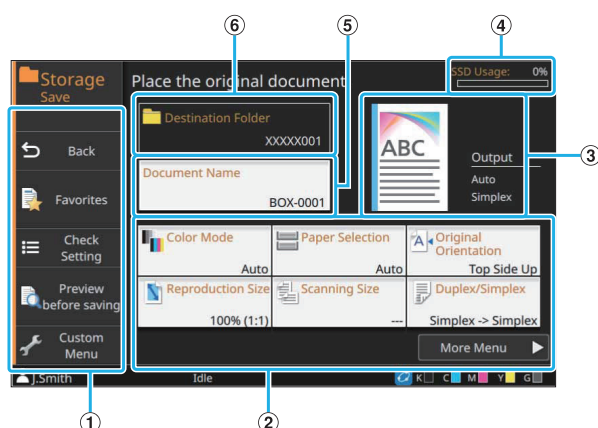 6
5
4
Storage
Save
Place the original document
SSD Usage: 0%
Destination Folder
XXXXX001
Back
ABC
Output
Auto
Simplex
3
Document Name
BOX-0001
Favorites
Check
Setting
Color Mode
Auto
Paper Selection
Auto
Original
Orientation
Top Side Up
Preview
before saving
Reproduction Size
100% (1:1)
Scanning Size
---
Duplex/Simplex
Simplex -> Simplex
Custom
Menu
More Menu
J.Smith
Idle
K C M Y G
1
2